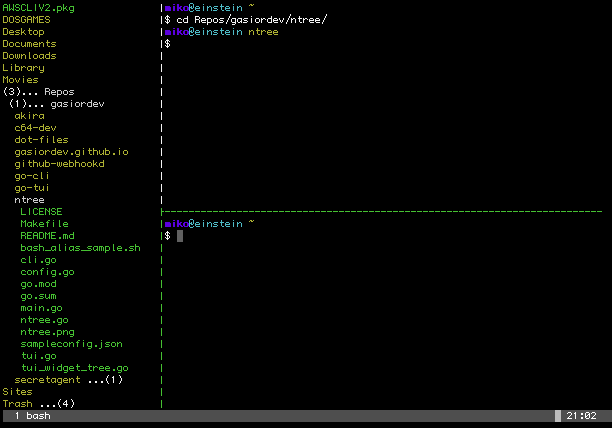 AWSCLIV2.pkg
DOSGAMES
Desktop
Documents
Downloads
Library
Movies
(3)... Repos
(1)... gasiordev
akira
c64-dev
dot-files
gasiordev.github.io
github-webhookd
go-cli
go-tui
ntree
LICENSE
Makefile
README.md
bash_alias_sample.sh
cli.go
config.go
go.mod
go.sum
main.go
ntree.go
ntree.png
sampleconfig.json
tui.go
tui_widget_tree.go
secretagent ...(1)
Sites
Trash ...(4)
miko@einstein ~
$ cd Repos/gasiordev/ntree/
miko@einstein ntree
$
miko@einstein ~
$
1 bash
21:02